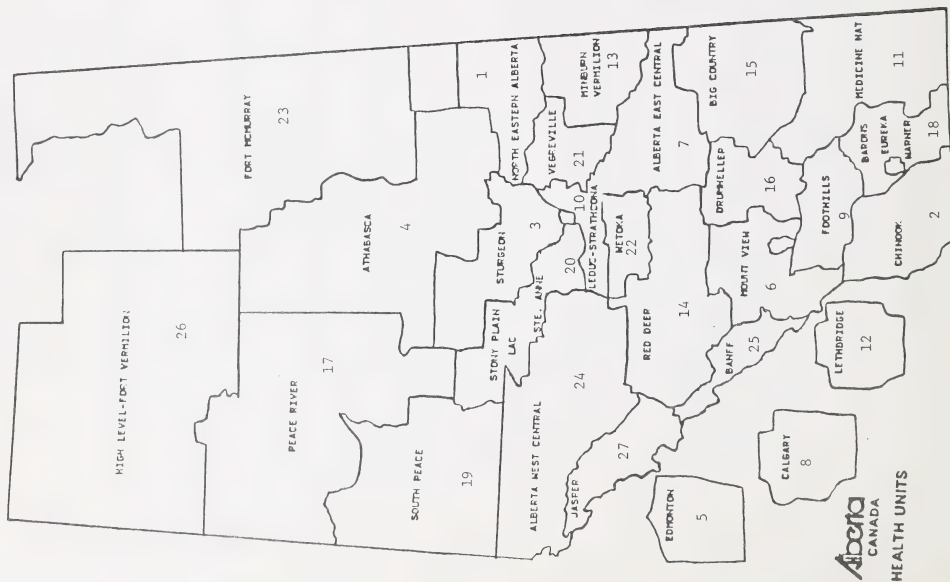 HIGH LEVEL-FORT VERMILION
26
FORT MCMURRAY
23
PEACE RIVER
17
ATHABASCA
4
SOUTH PEACE
19
STURGEON
3
NORTH EASTERN ALBERTA
1
STONY PLAIN
LAC
STE. ANNE
20
VEGREVILLE
21
MINBURN
VERMILION
13
ALBERTA WEST CENTRAL
24
10
LEDUC-STRATHCONA
WETOKA
22
ALBERTA EAST CENTRAL
7
JASPER
27
RED DEER
14
BIG COUNTRY
15
DRUMHELLER
16
BANFF
25
MOUNT VIEW
6
FOOTHILLS
9
MEDICINE HAT
11
BARONS
EUREKA
WARNER
18
CHINOOK
2
EDMONTON
5
CALGARY
8
LETHBRIDGE
12
Alberta
CANADA
HEALTH UNITS